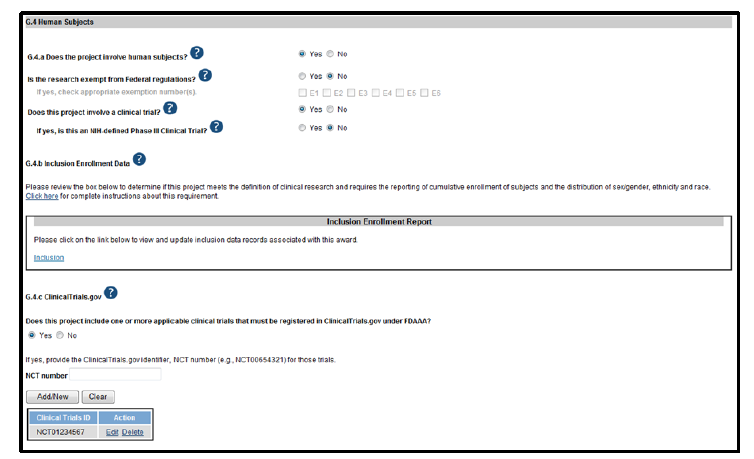 G.4 Human Subjects
G.4.a Does the project involve human subjects? ?
Yes No
Is the research exempt from Federal regulations? ?
Yes No
If yes, check appropriate exemption number(s).
E1 E2 E3 E4 E5 E6
Does this project involve a clinical trial? ?
Yes No
If yes, is this an NIH-defined Phase III Clinical Trial? ?
Yes No
G.4.b Inclusion Enrollment Data ?
Please review the box below to determine if this project meets the definition of clinical research and requires the reporting of cumulative enrollment of subjects and the distribution of sex/gender, ethnicity and race.
Click here for complete instructions about this requirement.
Inclusion Enrollment Report
Please click on the link below to view and update inclusion data records associated with this award.
Inclusion
G.4.c ClinicalTrials.gov ?
Does this project include one or more applicable clinical trials that must be registered in ClinicalTrials.gov under FDAAA?
Yes No
If yes, provide the ClinicalTrials.gov identifier, NCT number (e.g., NCT00654321) for those trials.
NCT number
Add/New Clear
Clinical Trials ID Action
NCT01234567 Edit Delete